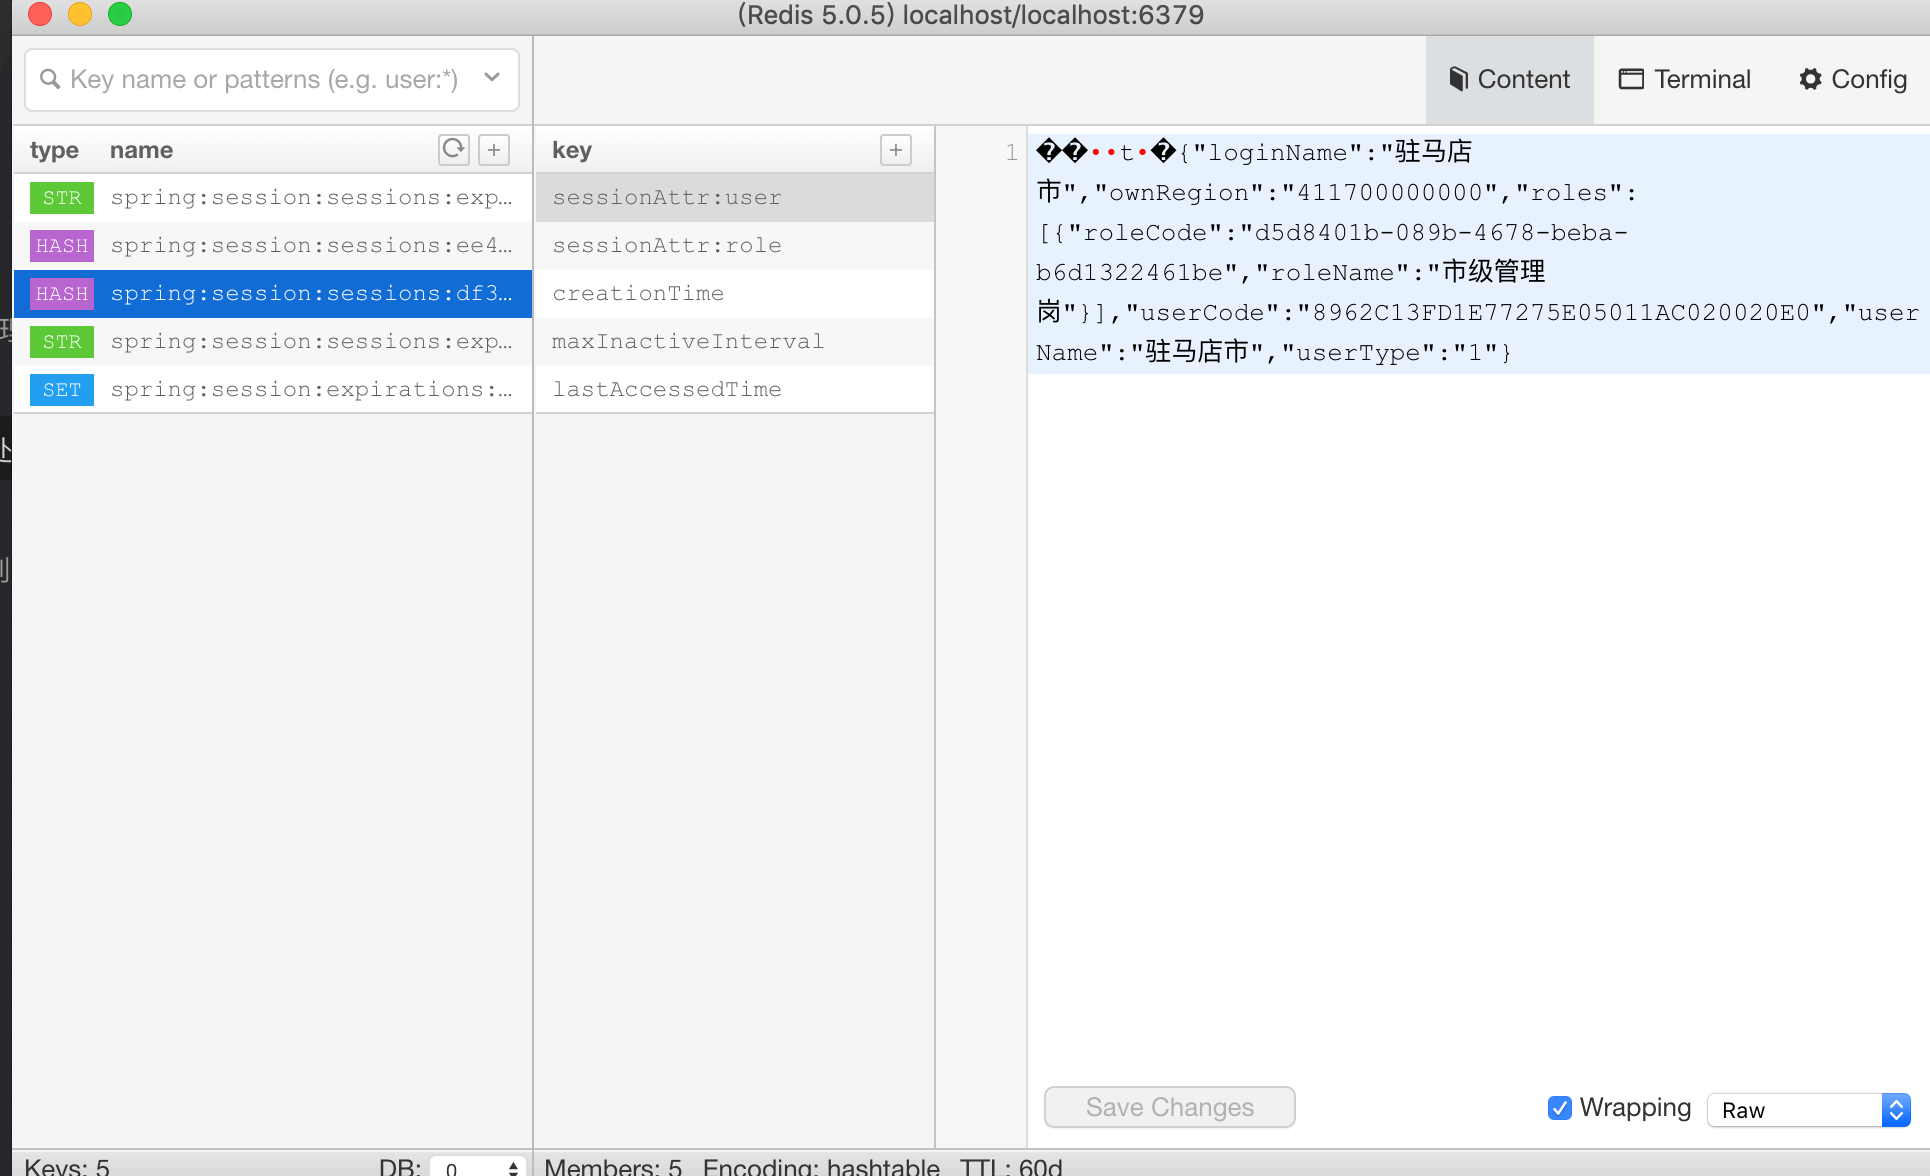 (Redis 5.0.5) localhost/localhost:6379
Key name or patterns (e.g. user:*)
Content
Terminal
Config
type name
STR spring:session:sessions:exp…
HASH spring:session:sessions:ee4…
HASH spring:session:sessions:df3…
STR spring:session:sessions:exp…
SET spring:session:expirations:…
key
sessionAttr:user
sessionAttr:role
creationTime
maxInactiveInterval
lastAccessedTime
1
��••t•�{"loginName":"驻马店
市","ownRegion":"411700000000","roles":
[{"roleCode":"d5d8401b-089b-4678-beba-
b6d1322461be","roleName":"市级管理
岗"}],"userCode":"8962C13FD1E77275E05011AC020020E0","user
Name":"驻马店市","userType":"1"}
Save Changes
Wrapping
Raw
Keys: 5
DB: 0
Members: 5 Encoding: hashtable TTL: 60d